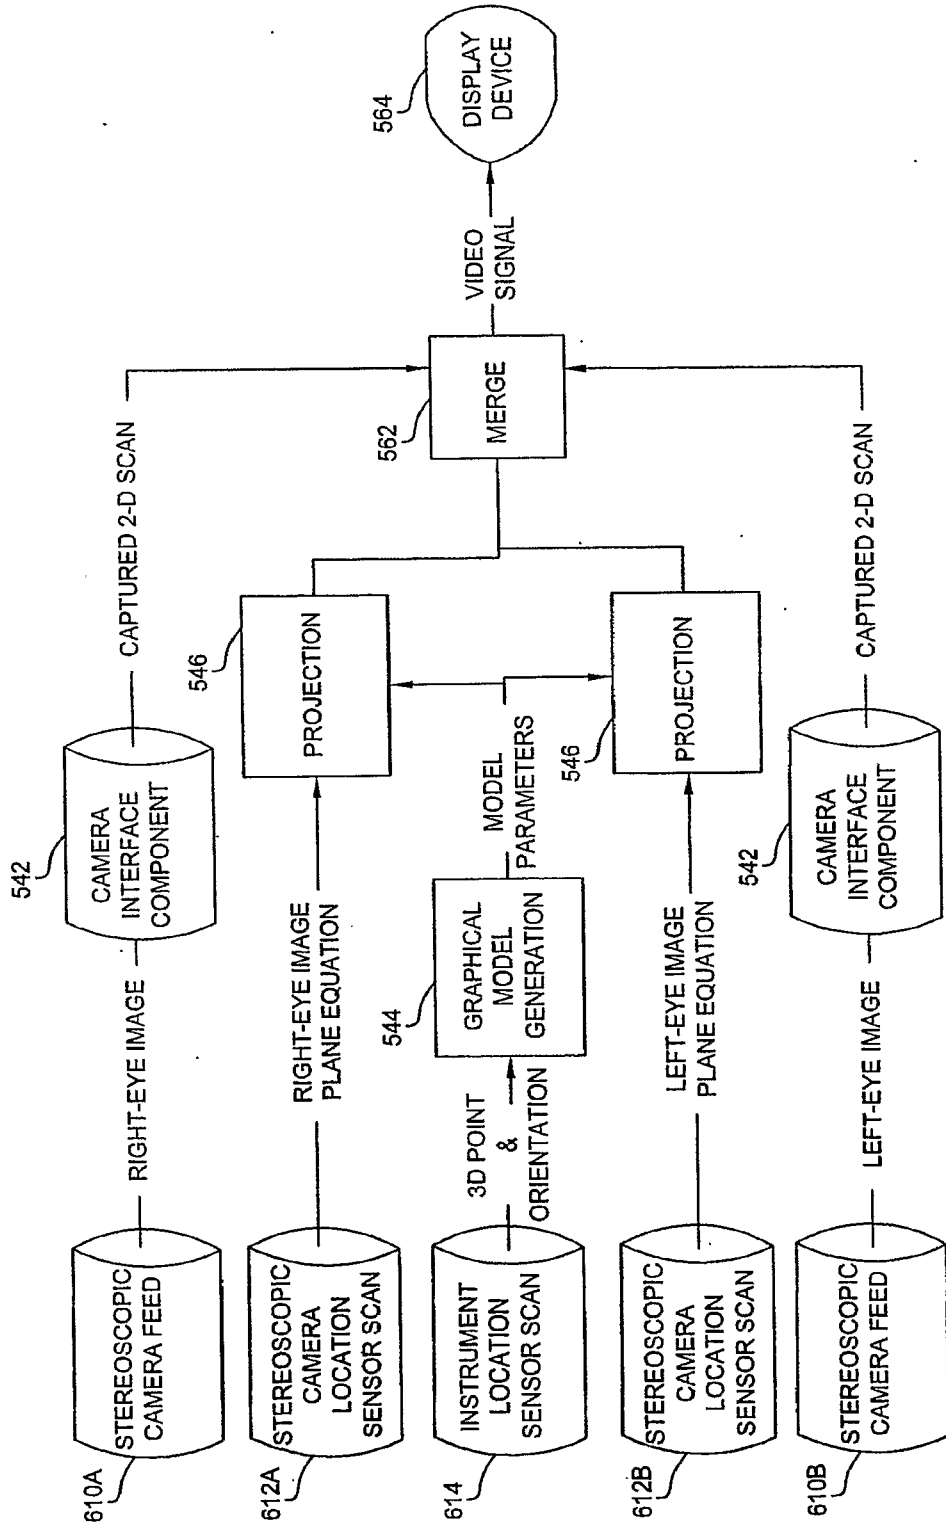 610A
STEREOSCOPIC
CAMERA FEED
RIGHT-EYE IMAGE
542
CAMERA
INTERFACE
COMPONENT
CAPTURED 2-D SCAN
612A
STEREOSCOPIC
CAMERA
LOCATION
SENSOR SCAN
RIGHT-EYE IMAGE
PLANE EQUATION
546
PROJECTION
614
INSTRUMENT
LOCATION
SENSOR SCAN
3D POINT
&
ORIENTATION
544
GRAPHICAL
MODEL
GENERATION
MODEL
PARAMETERS
562
MERGE
VIDEO
SIGNAL
564
DISPLAY
DEVICE
612B
STEREOSCOPIC
CAMERA
LOCATION
SENSOR SCAN
LEFT-EYE IMAGE
PLANE EQUATION
546
PROJECTION
610B
STEREOSCOPIC
CAMERA FEED
LEFT-EYE IMAGE
542
CAMERA
INTERFACE
COMPONENT
CAPTURED 2-D SCAN